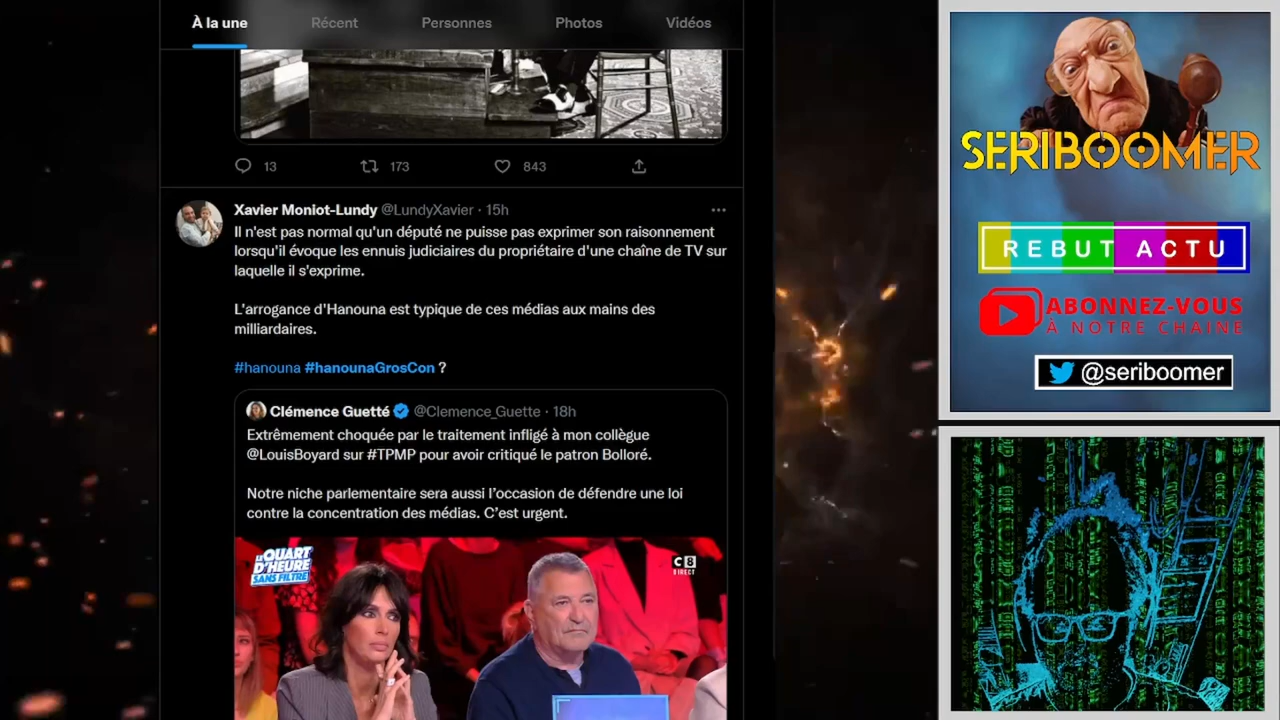 À la une
Récent
Personnes
Photos
Vidéos
13
173
843
Xavier Moniot-Lundy @LundyXavier · 15h
Il n'est pas normal qu'un député ne puisse pas exprimer son raisonnement
lorsqu'il évoque les ennuis judiciaires du propriétaire d'une chaîne de TV sur
laquelle il s'exprime.
L'arrogance d'Hanouna est typique de ces médias aux mains des
milliardaires.
#hanouna #hanounaGrosCon ?
Clémence Guetté @Clemence_Guette · 18h
Extrêmement choquée par le traitement infligé à mon collègue
@LouisBoyard sur #TPMP pour avoir critiqué le patron Bolloré.
Notre niche parlementaire sera aussi l’occasion de défendre une loi
contre la concentration des médias. C’est urgent.
LE QUART
D'HEURE
SANS FILTRE
C8
DIRECT
SERIBOOMER
REBUT ACTU
ABONNEZ-VOUS
À NOTRE CHAINE
@seriboomer